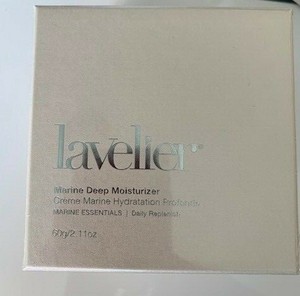 lavelier®
Marine Deep Moisturizer
Crème Marine Hydratation Profonde
MARINE ESSENTIALS | Daily Replenish
60g/2.11oz